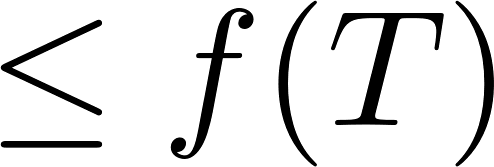 ≤ f(T)